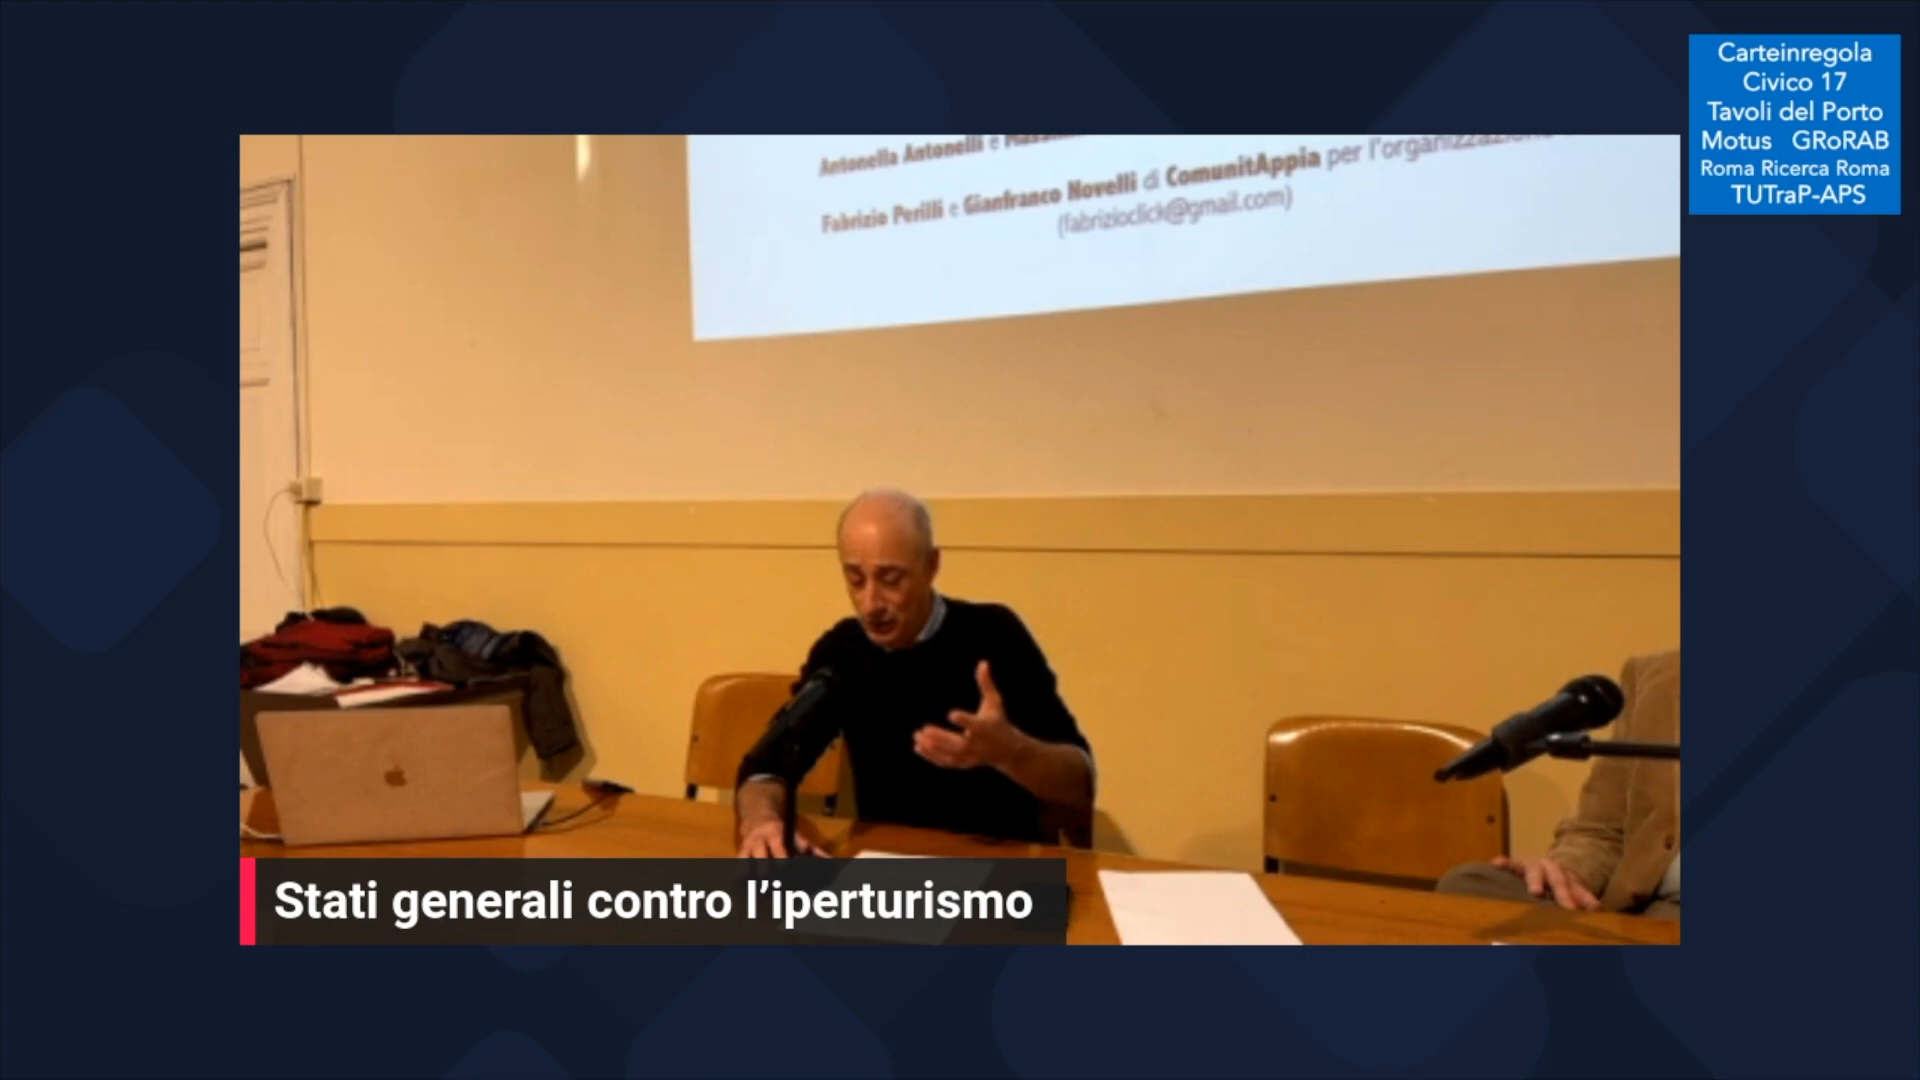 Carteinregola
Civico 17
Tavoli del Porto
Motus GRoRAB
Roma Ricerca Roma
TUTraP-APS
Antonella Antonelli e
Fabrizio Perilli e Gianfranco Novelli di ComunitAppia per l'organizzazione
(fabrizioclick@gmail.com)
Stati generali contro l’iperturismo